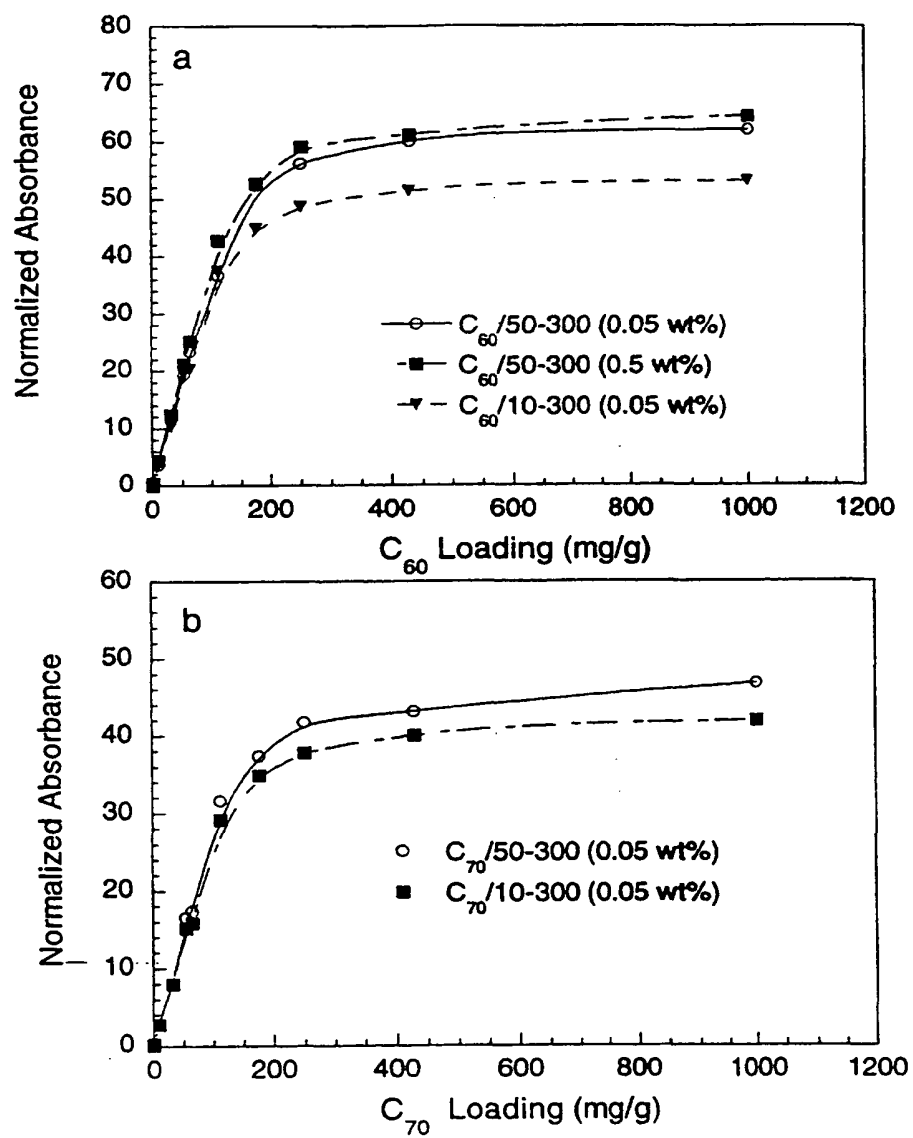 a
Normalized Absorbance
80
70
60
50
40
30
20
10
0
C60/50-300 (0.05 wt%)
C60/50-300 (0.5 wt%)
C60/10-300 (0.05 wt%)
0 200 400 600 800 1000 1200
C60 Loading (mg/g)
b
Normalized Absorbance
60
50
40
30
20
10
0
C70/50-300 (0.05 wt%)
C70/10-300 (0.05 wt%)
0 200 400 600 800 1000 1200
C70 Loading (mg/g)